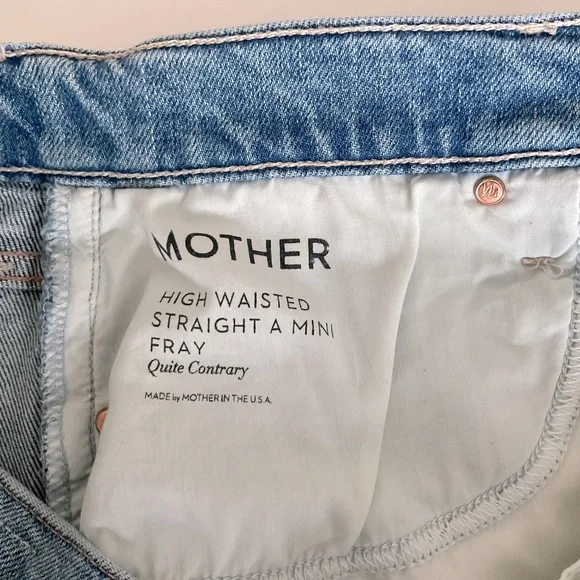 MOTHER
HIGH WAISTED
STRAIGHT A MINI
FRAY
Quite Contrary
MADE by MOTHER IN THE U.S.A.